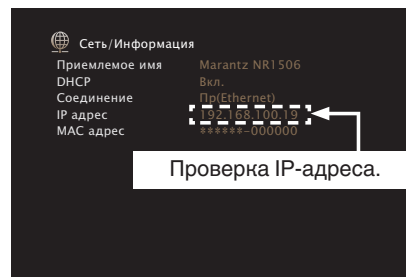 Сеть/Информация
Приемлемое имя Marantz NR1506
DHCP Вкл.
Соединение Пр(Ethernet)
IP адрес 192.168.100.19
MAC адрес ******-000000
Проверка IP-адреса.